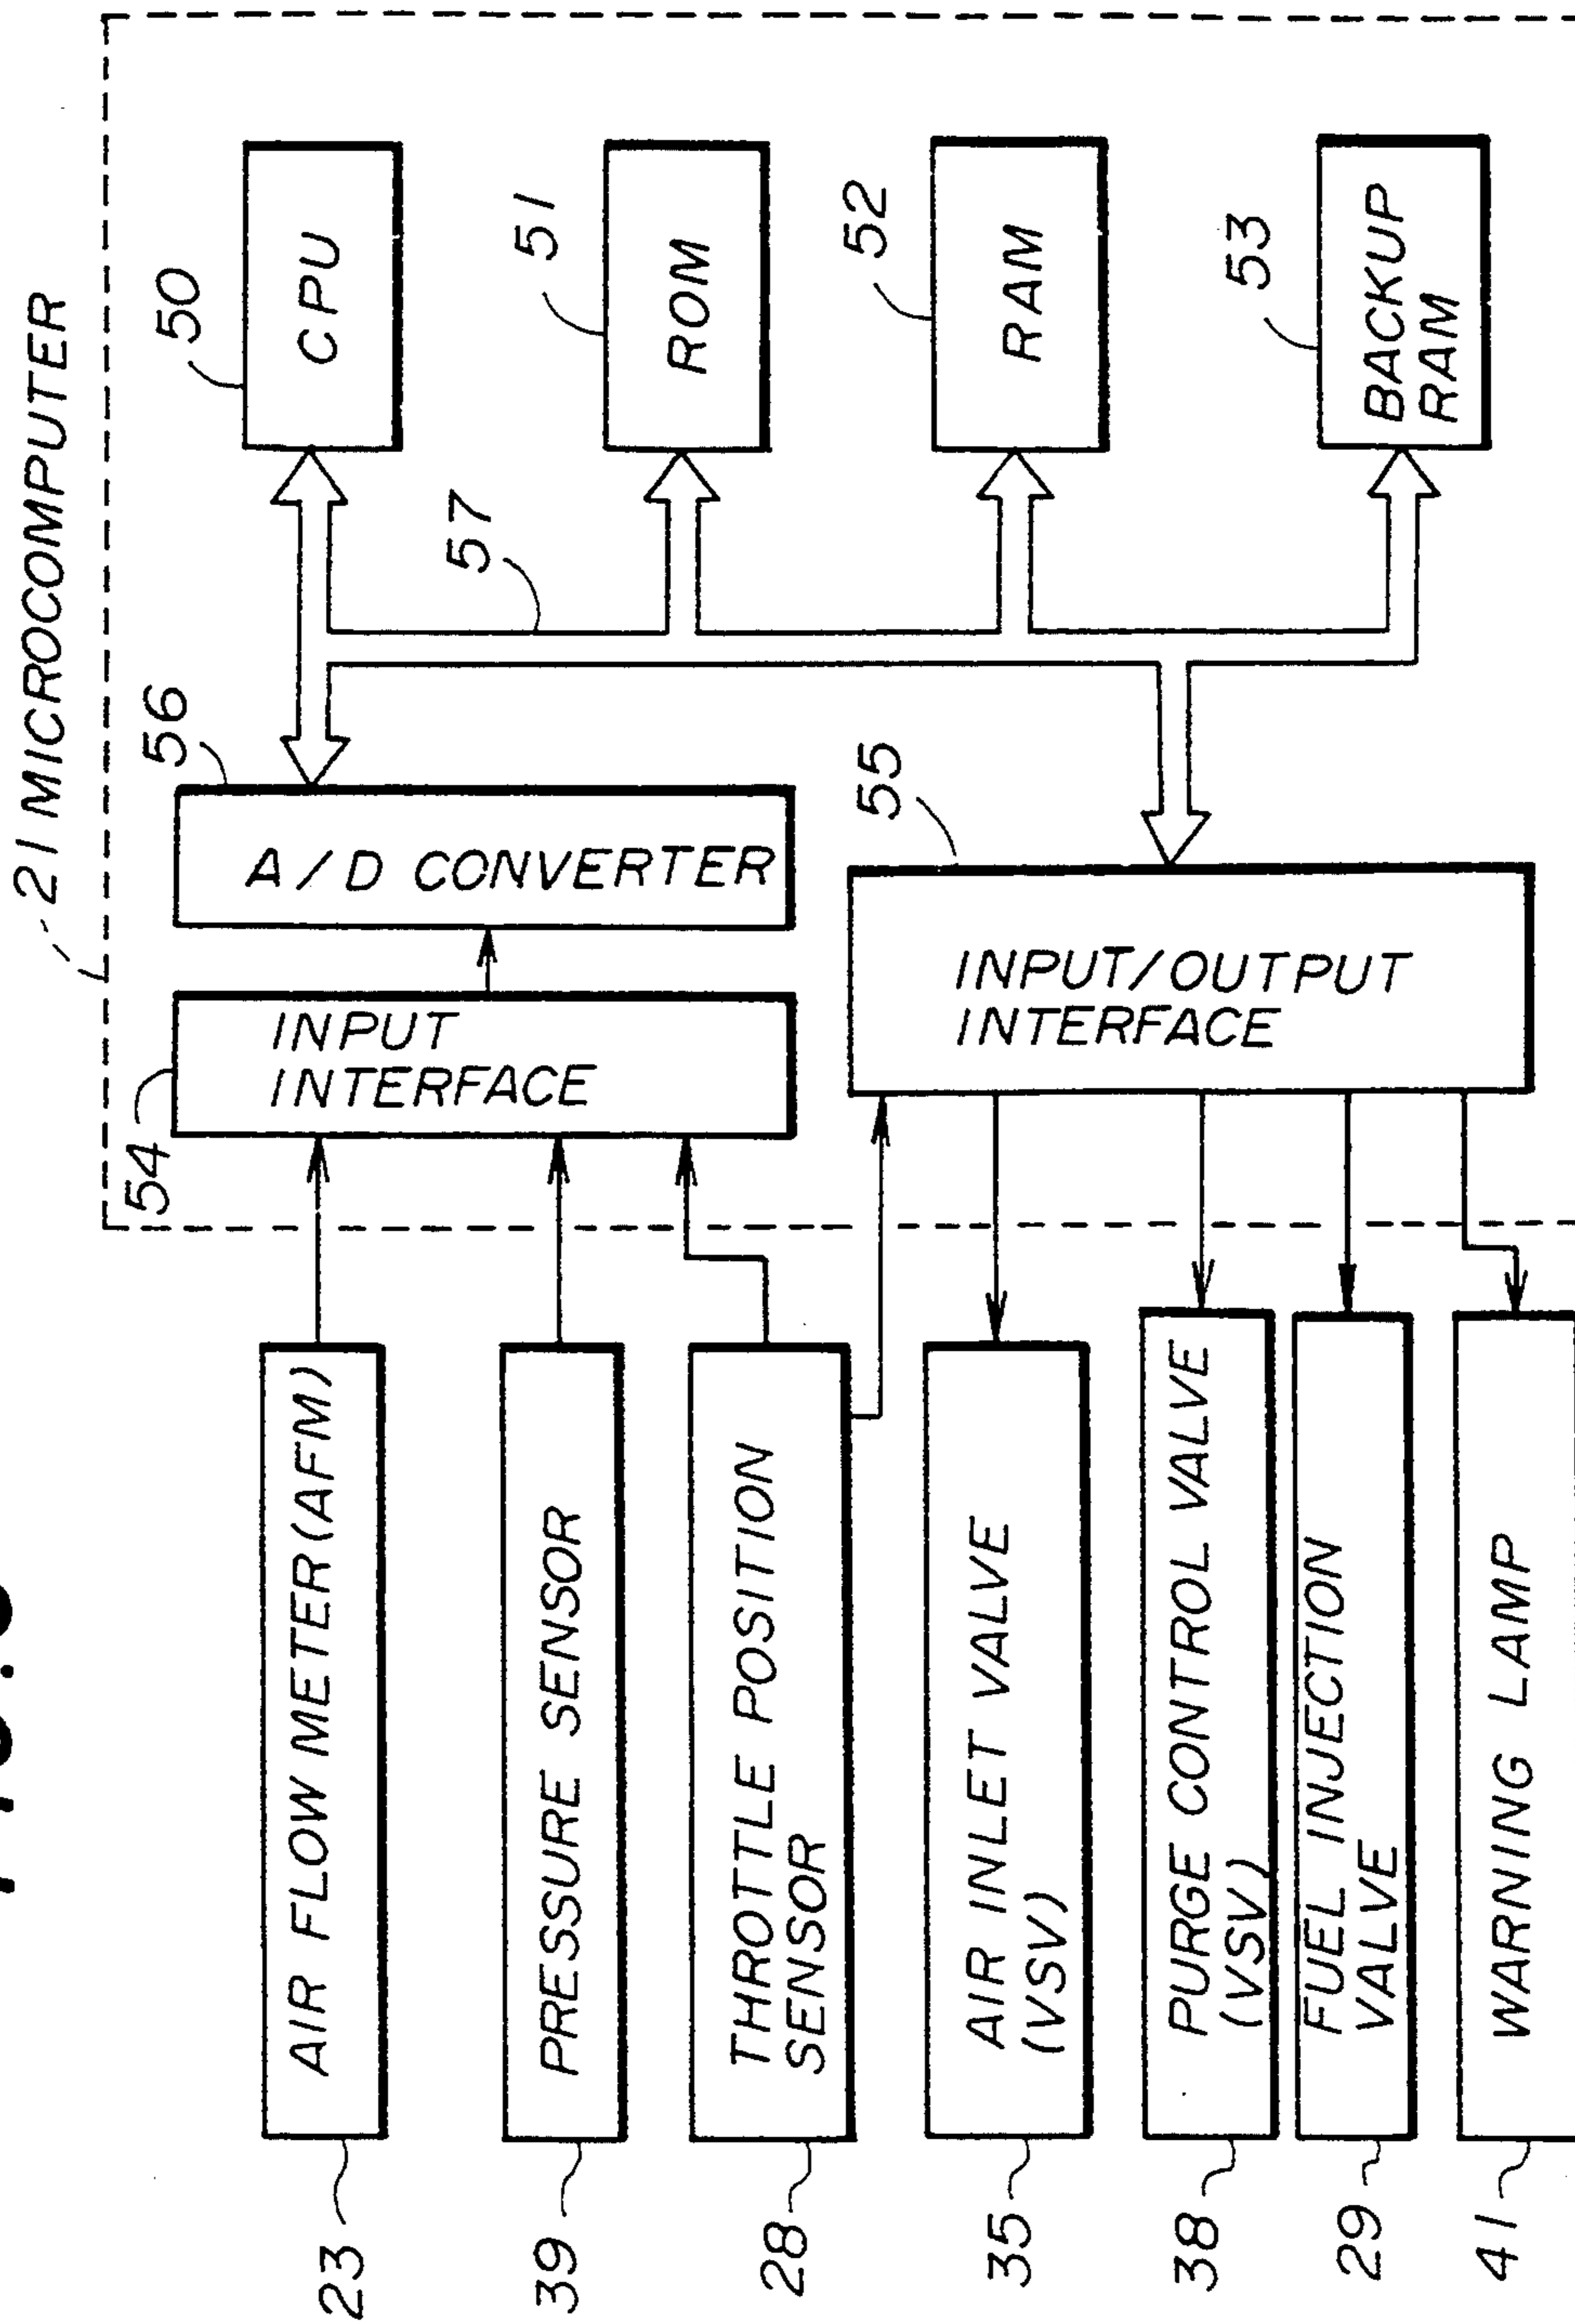 21 MICROCOMPUTER
23
AIR FLOW METER(AFM)
54
INPUT
INTERFACE
56
A/D CONVERTER
50
CPU
39
PRESSURE SENSOR
57
51
ROM
28
THROTTLE POSITION
SENSOR
35
AIR INLET VALVE
(VSV)
55
INPUT/OUTPUT
INTERFACE
52
RAM
38
PURGE CONTROL VALVE
(VSV)
29
FUEL INJECTION
VALVE
53
BACKUP
RAM
41
WARNING LAMP